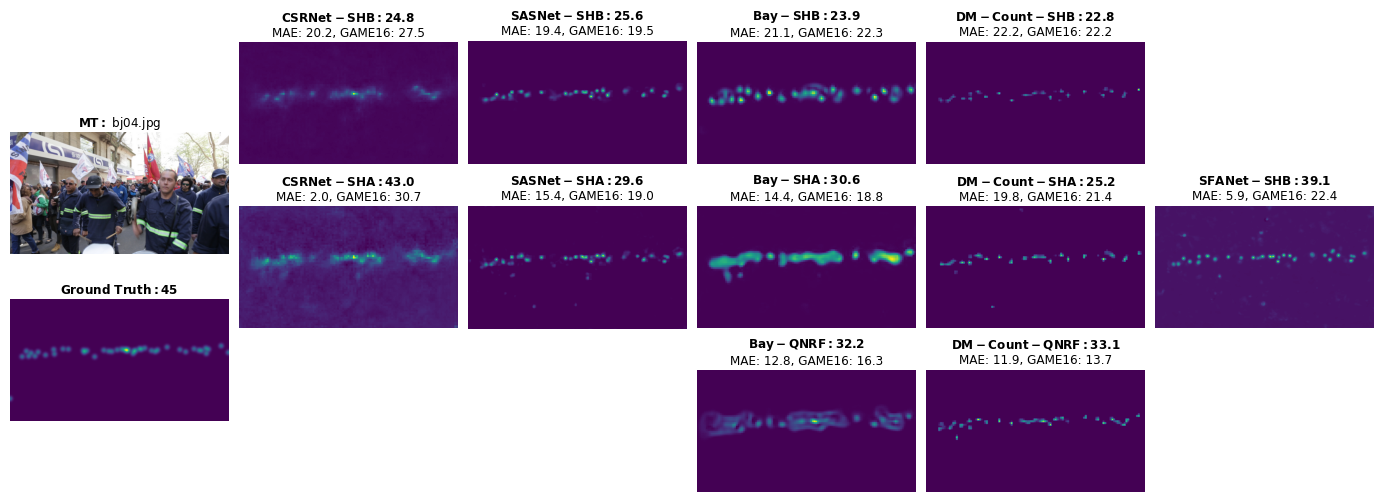 CSRNet − SHB : 24.8
MAE: 20.2, GAME16: 27.5
SASNet − SHB : 25.6
MAE: 19.4, GAME16: 19.5
Bay − SHB : 23.9
MAE: 21.1, GAME16: 22.3
DM − Count − SHB : 22.8
MAE: 22.2, GAME16: 22.2
MT : bj04.jpg
CSRNet − SHA : 43.0
MAE: 2.0, GAME16: 30.7
SASNet − SHA : 29.6
MAE: 15.4, GAME16: 19.0
Bay − SHA : 30.6
MAE: 14.4, GAME16: 18.8
DM − Count − SHA : 25.2
MAE: 19.8, GAME16: 21.4
SFANet − SHB : 39.1
MAE: 5.9, GAME16: 22.4
Ground Truth : 45
Bay − QNRF : 32.2
MAE: 12.8, GAME16: 16.3
DM − Count − QNRF : 33.1
MAE: 11.9, GAME16: 13.7